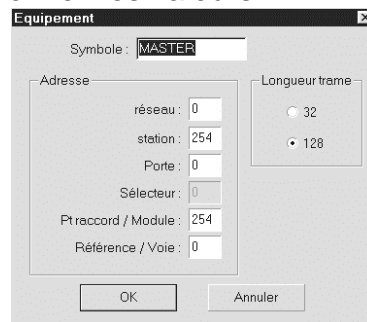 Equipement
Symbole : MASTER
Adresse
réseau : 0
station : 254
Porte : 0
Sélecteur : 0
Pt raccord / Module : 254
Référence / Voie : 0
Longueur trame
32
128
OK
Annuler